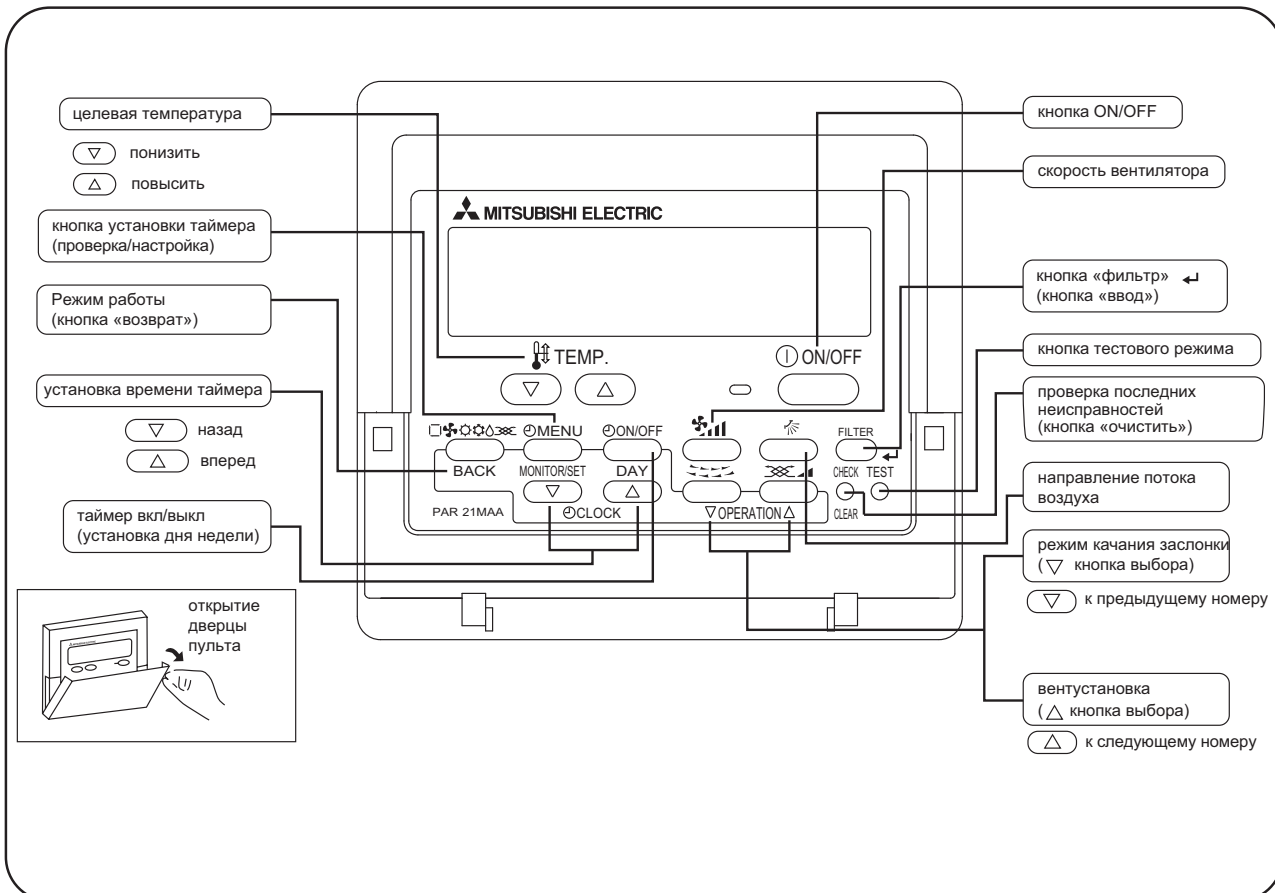 целевая температура
▽ понизить
△ повысить
кнопка установки таймера
(проверка/настройка)
Режим работы
(кнопка «возврат»)
установка времени таймера
▽ назад
△ вперед
таймер вкл/выкл
(установка дня недели)
открытие
дверцы
пульта
MITSUBISHI ELECTRIC
TEMP.
ON/OFF
▽ △
MENU
ON/OFF
FILTER
BACK
MONITOR/SET
DAY
CHECK TEST
▽ △
PAR 21MAA
CLOCK
▽ OPERATION △
CLEAR
кнопка ON/OFF
скорость вентилятора
кнопка «фильтр» ↵
(кнопка «ввод»)
кнопка тестового режима
проверка последних
неисправностей
(кнопка «очистить»)
направление потока
воздуха
режим качания заслонки
(▽ кнопка выбора)
▽ к предыдущему номеру
вентустановка
(△ кнопка выбора)
△ к следующему номеру